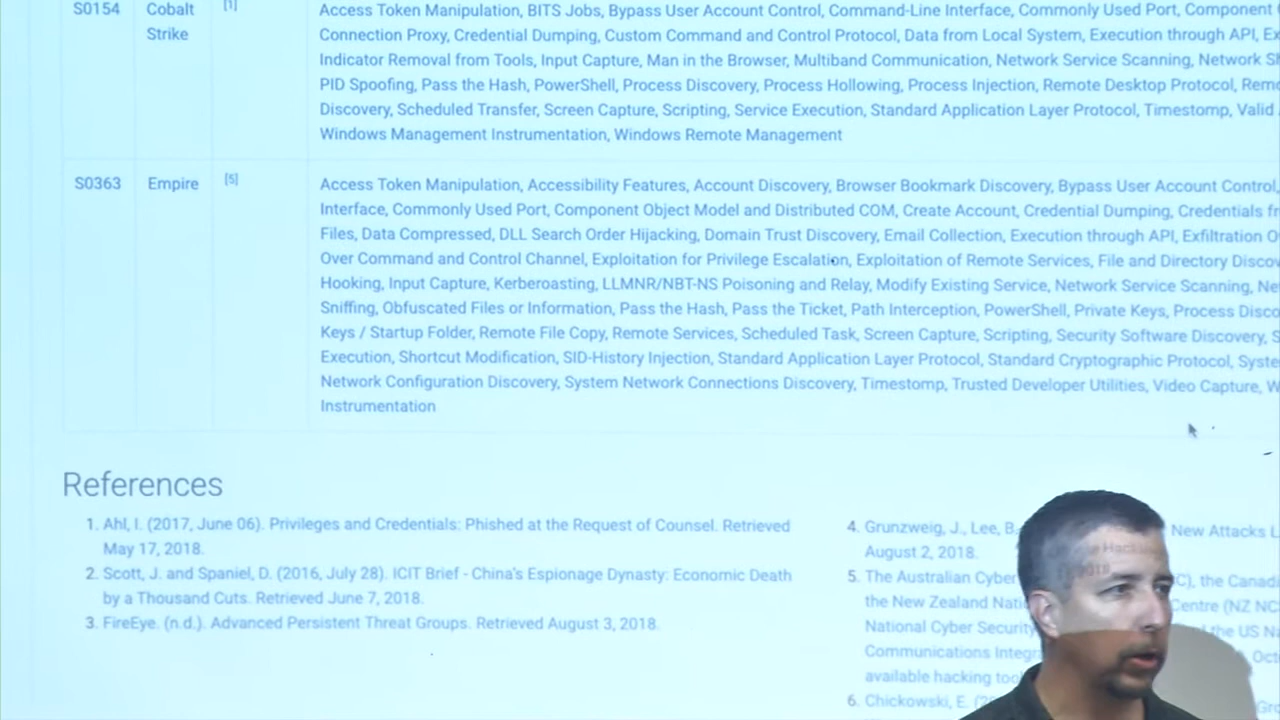 S0154
Cobalt
Strike
[1]
Access Token Manipulation, BITS Jobs, Bypass User Account Control, Command-Line Interface, Commonly Used Port, Component
Connection Proxy, Credential Dumping, Custom Command and Control Protocol, Data from Local System, Execution through API,
Indicator Removal from Tools, Input Capture, Man in the Browser, Multiband Communication, Network Service Scanning, Network
PID Spoofing, Pass the Hash, PowerShell, Process Discovery, Process Hollowing, Process Injection, Remote Desktop Protocol,
Discovery, Scheduled Transfer, Screen Capture, Scripting, Service Execution, Standard Application Layer Protocol, Timestomp, Valid
Windows Management Instrumentation, Windows Remote Management
S0363
Empire
[5]
Access Token Manipulation, Accessibility Features, Account Discovery, Browser Bookmark Discovery, Bypass User Account Control,
Interface, Commonly Used Port, Component Object Model and Distributed COM, Create Account, Credential Dumping, Credentials
Files, Data Compressed, DLL Search Order Hijacking, Domain Trust Discovery, Email Collection, Execution through API, Exfiltration
Over Command and Control Channel, Exploitation for Privilege Escalation, Exploitation of Remote Services, File and Directory
Hooking, Input Capture, Kerberoasting, LLMNR/NBT-NS Poisoning and Relay, Modify Existing Service, Network Service Scanning,
Sniffing, Obfuscated Files or Information, Pass the Hash, Pass the Ticket, Path Interception, PowerShell, Private Keys, Process
Keys / Startup Folder, Remote File Copy, Remote Services, Scheduled Task, Screen Capture, Scripting, Security Software Discovery,
Execution, Shortcut Modification, SID-History Injection, Standard Application Layer Protocol, Standard Cryptographic Protocol,
Network Configuration Discovery, System Network Connections Discovery, Timestomp, Trusted Developer Utilities, Video Capture,
Instrumentation
References
1. Ahl, I. (2017, June 06). Privileges and Credentials: Phished at the Request of Counsel. Retrieved
May 17, 2018.
2. Scott, J. and Spaniel, D. (2016, July 28). ICIT Brief - China's Espionage Dynasty: Economic Death
by a Thousand Cuts. Retrieved June 7, 2018.
3. FireEye. (n.d.). Advanced Persistent Threat Groups. Retrieved August 3, 2018.
4. Grunzweig, J., Lee, B. New Attacks
August 2, 2018.
5. The Australian Cyber C), the
the New Zealand Centre (NZ
National Cyber Security the US
Communications
available hacking
6. Chickowski, E.